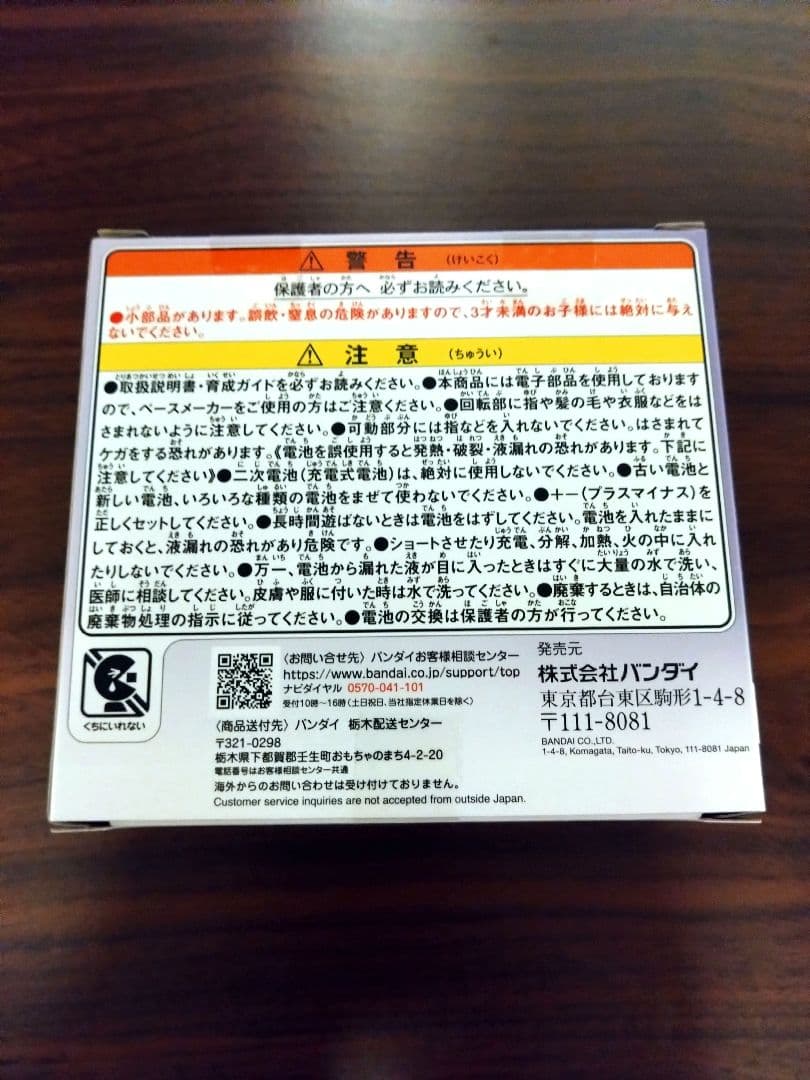 警告 (けいこく)
保護者の方へ 必ずお読みください。
●小部品があります。誤飲・窒息の危険がありますので、3才未満のお子様には絶対に与え
ないでください。
注意 (ちゅうい)
●取扱説明書・育成ガイドを必ずお読みください。●本商品には電子部品を使用しております
ので、ペースメーカーをご使用の方はご注意ください。●回転部に指や髪の毛や衣服などをは
さまれないように注意してください。●可動部分には指などを入れないでください。はさまれて
ケガをする恐れがあります。《電池を誤使用すると発熱・破裂・液漏れの恐れがあります。下記に
注意してください》●二次電池(充電式電池)は、絶対に使用しないでください。●古い電池と
新しい電池、いろいろな種類の電池をまぜて使わないでください。●+−(プラスマイナス)を
正しくセットしてください。●長時間遊ばないときは電池をはずしてください。電池を入れたままに
しておくと、液漏れの恐れがあり危険です。●ショートさせたり充電、分解、加熱、火の中に入れ
たりしないでください。●万一、電池から漏れた液が目に入ったときはすぐに大量の水で洗い、
医師に相談してください。皮膚や服に付いた時は水で洗ってください。●廃棄するときは、自治体の
廃棄物処理の指示に従ってください。●電池の交換は保護者の方が行ってください。
くちにいれない
〈お問い合せ先〉バンダイお客様相談センター
https://www.bandai.co.jp/support/top
ナビダイヤル 0570-041-101
受付10時〜16時(土日祝日、当社指定休業日を除く)
〈商品送付先〉バンダイ 栃木配送センター
〒321-0298
栃木県下都賀郡壬生町おもちゃのまち4-2-20
電話番号はお客様相談センター共通
海外からのお問い合わせは受け付けておりません。
Customer service inquiries are not accepted from outside Japan.
発売元
株式会社バンダイ
東京都台東区駒形1-4-8
〒111-8081
BANDAI CO.,LTD.
1-4-8, Komagata, Taito-ku, Tokyo, 111-8081 Japan